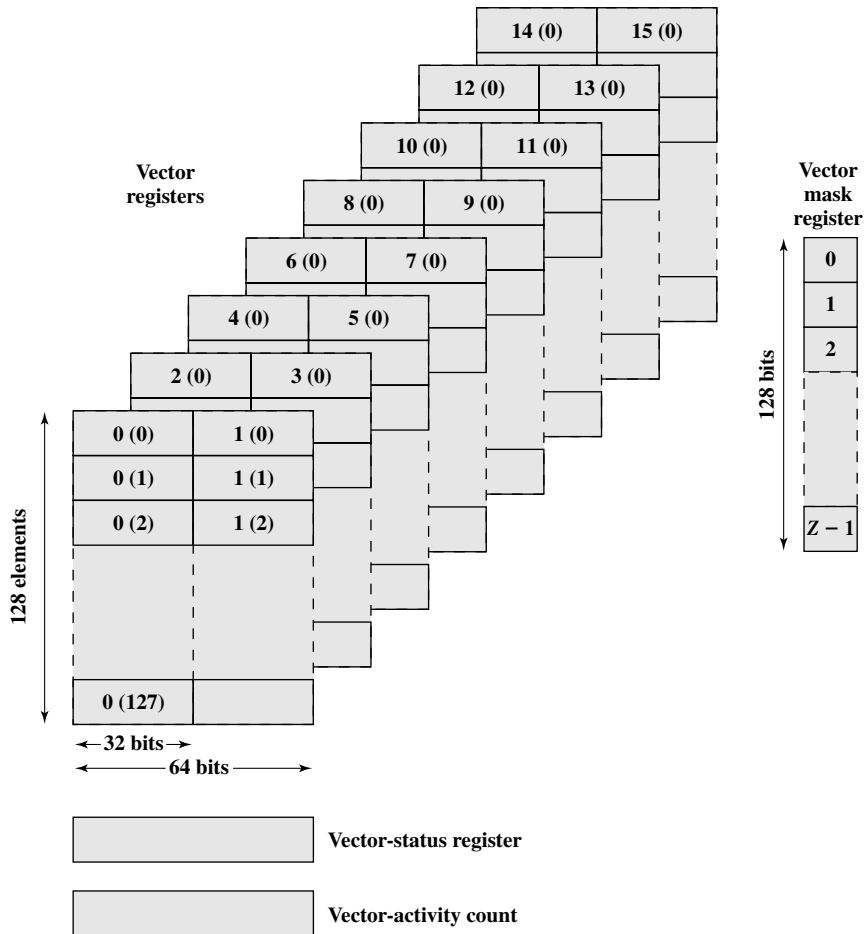 14 (0) 15 (0)
12 (0) 13 (0)
10 (0) 11 (0)
Vector
registers
8 (0) 9 (0)
6 (0) 7 (0)
4 (0) 5 (0)
2 (0) 3 (0)
0 (0) 1 (0)
0 (1) 1 (1)
0 (2) 1 (2)
0 (127)
128 elements
32 bits
64 bits
Vector
mask
register
0
1
2
Z – 1
128 bits
Vector-status register
Vector-activity count